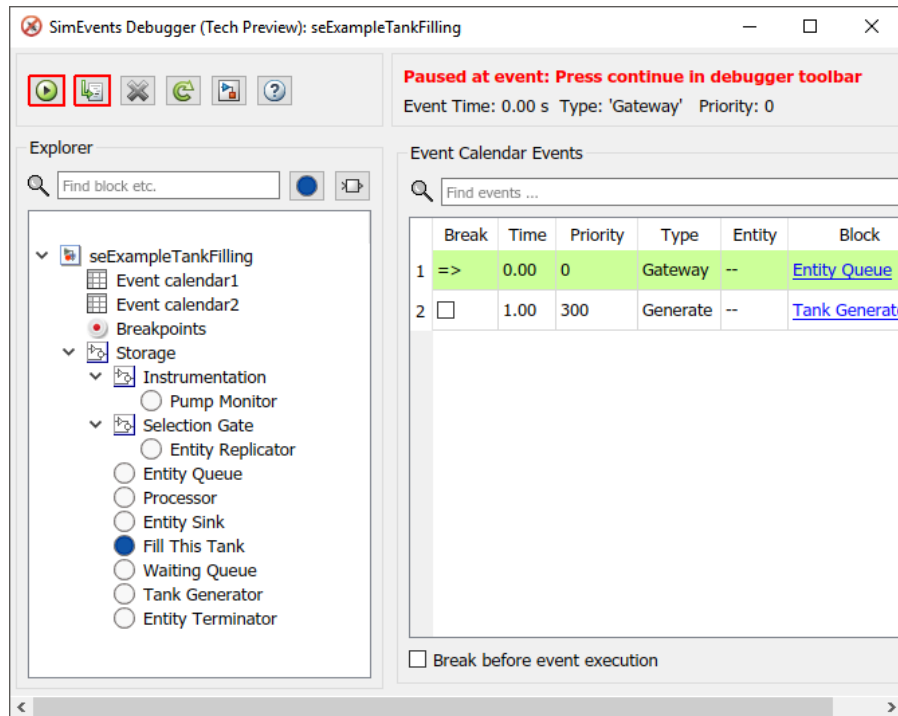 SimEvents Debugger (Tech Preview): seExampleTankFilling
Paused at event: Press continue in debugger toolbar
Event Time: 0.00 s Type: 'Gateway' Priority: 0
Explorer
Find block etc.
seExampleTankFilling
Event calendar1
Event calendar2
Breakpoints
Storage
Instrumentation
Pump Monitor
Selection Gate
Entity Replicator
Entity Queue
Processor
Entity Sink
Fill This Tank
Waiting Queue
Tank Generator
Entity Terminator
Event Calendar Events
Find events ...
Break Time Priority Type Entity Block
1 => 0.00 0 Gateway -- Entity Queue
2 1.00 300 Generate -- Tank Generat
Break before event execution